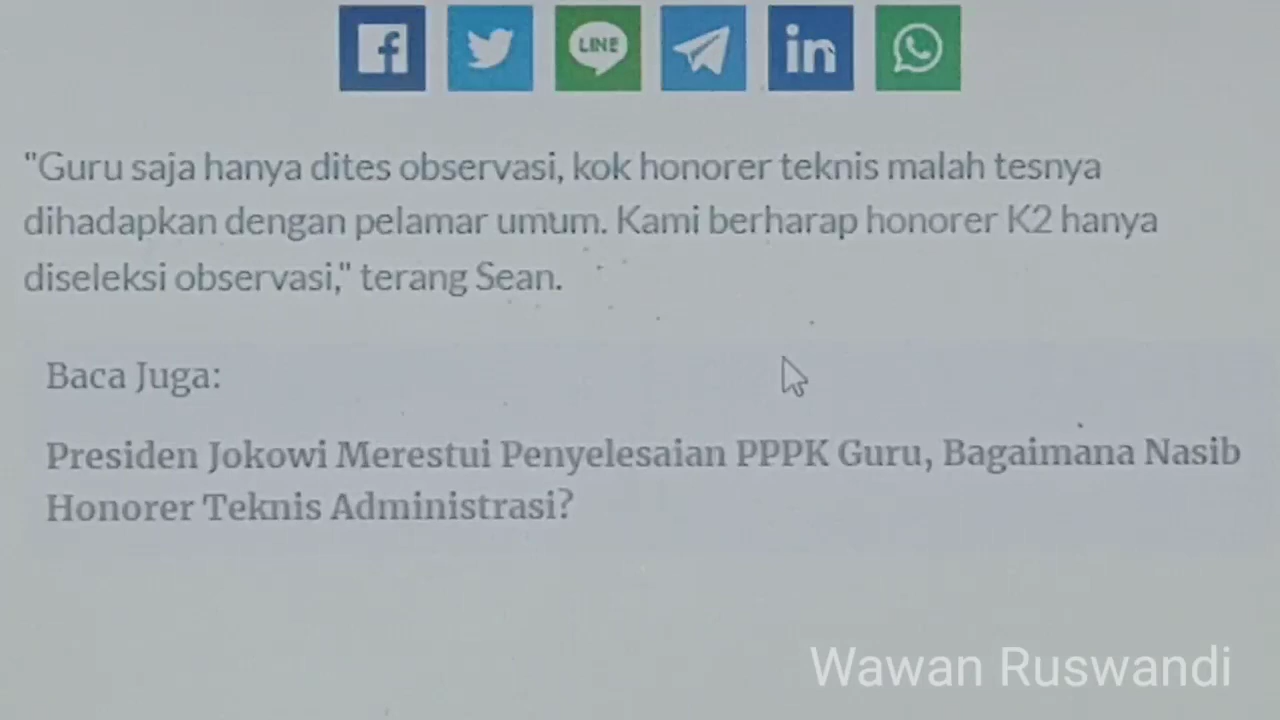 LINE
in
"Guru saja hanya dites observasi, kok honorer teknis malah tesnya
dihadapkan dengan pelamar umum. Kami berharap honorer K2 hanya
diseleksi observasi," terang Sean.
Baca Juga:
Presiden Jokowi Merestui Penyelesaian PPPK Guru, Bagaimana Nasib
Honorer Teknis Administrasi?
Wawan Ruswandi